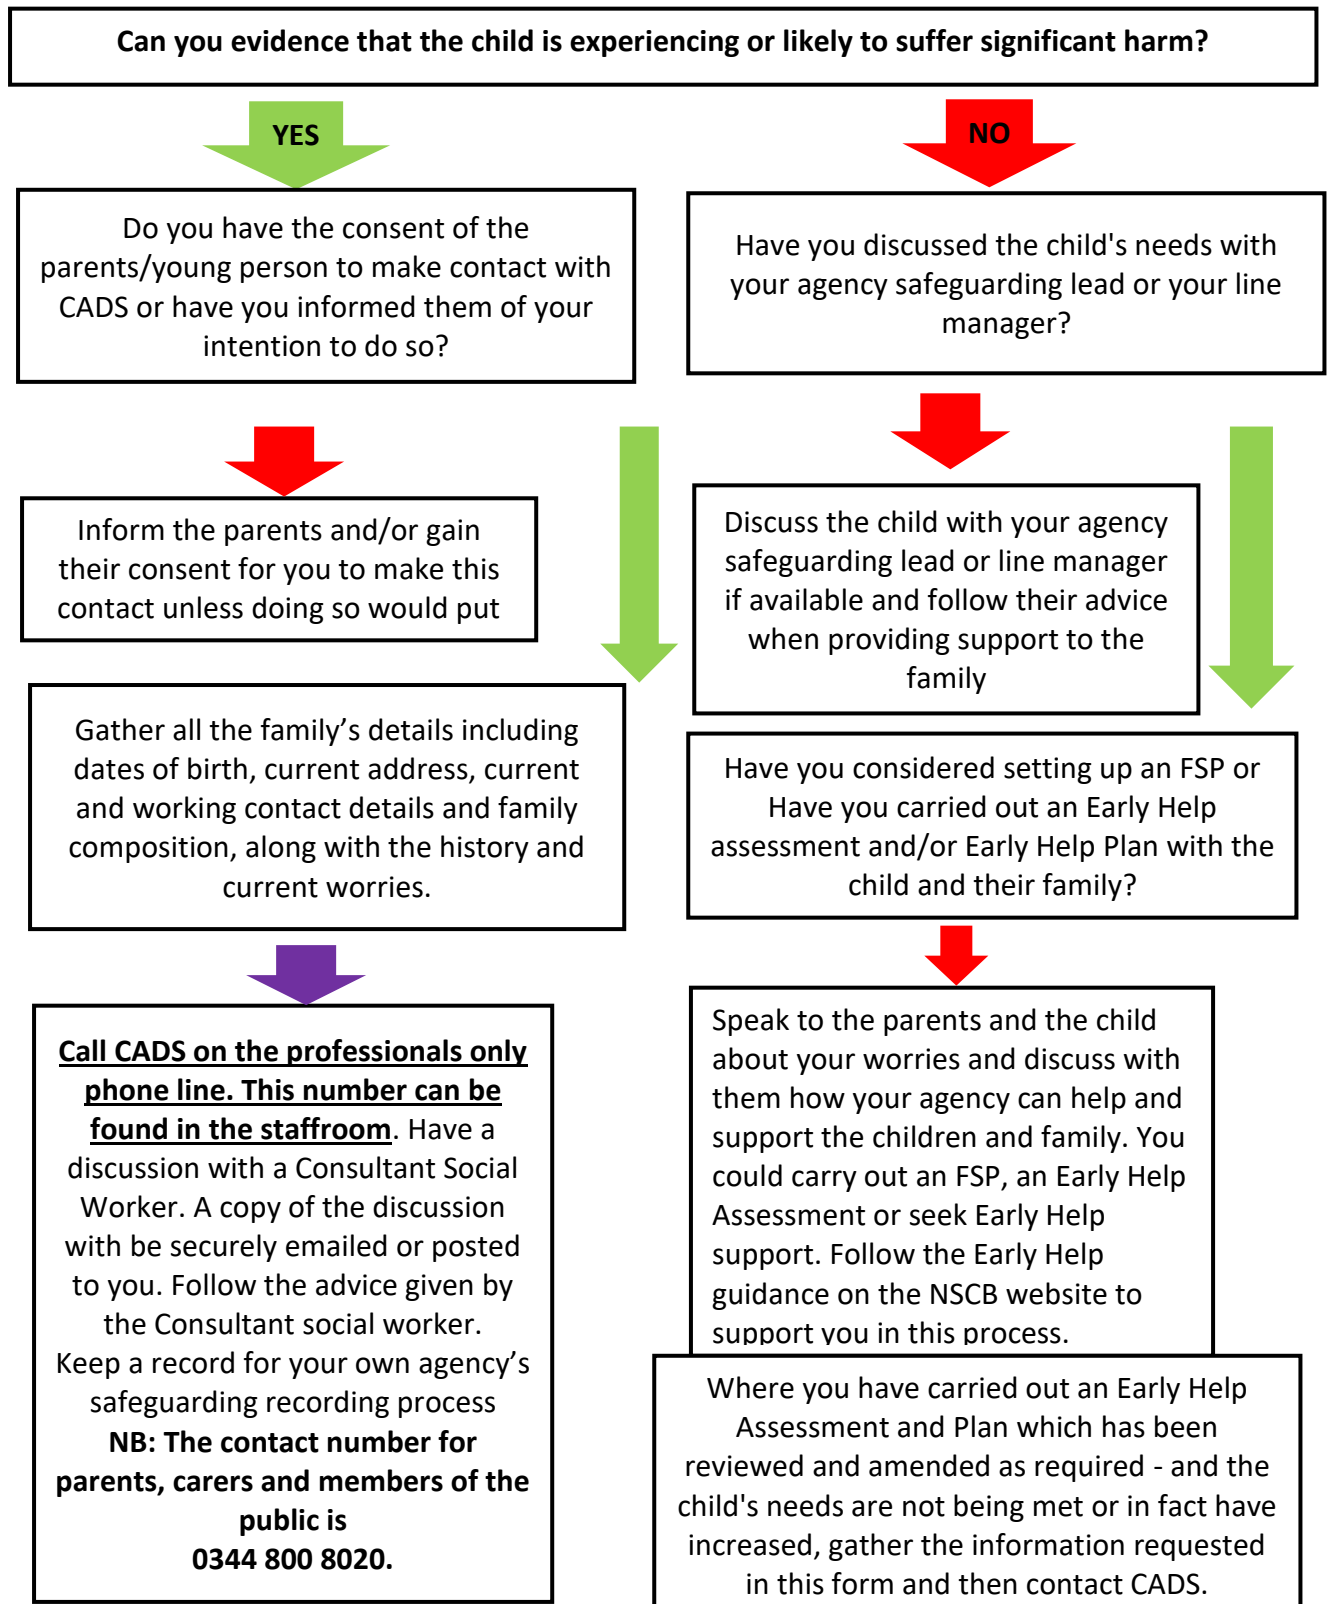 Can you evidence that the child is experiencing or likely to suffer significant harm?
YES
NO
Do you have the consent of the
parents/young person to make contact with
CADS or have you informed them of your
intention to do so?
Have you discussed the child's needs with
your agency safeguarding lead or your line
manager?
Inform the parents and/or gain
their consent for you to make this
contact unless doing so would put
Discuss the child with your agency
safeguarding lead or line manager
if available and follow their advice
when providing support to the
family
Gather all the family’s details including
dates of birth, current address, current
and working contact details and family
composition, along with the history and
current worries.
Have you considered setting up an FSP or
Have you carried out an Early Help
assessment and/or Early Help Plan with the
child and their family?
Call CADS on the professionals only
phone line. This number can be
found in the staffroom. Have a
discussion with a Consultant Social
Worker. A copy of the discussion
with be securely emailed or posted
to you. Follow the advice given by
the Consultant social worker.
Keep a record for your own agency’s
safeguarding recording process
NB: The contact number for
parents, carers and members of the
public is
0344 800 8020.
Speak to the parents and the child
about your worries and discuss with
them how your agency can help and
support the children and family. You
could carry out an FSP, an Early Help
Assessment or seek Early Help
support. Follow the Early Help
guidance on the NSCB website to
support you in this process.
Where you have carried out an Early Help
Assessment and Plan which has been
reviewed and amended as required - and the
child's needs are not being met or in fact have
increased, gather the information requested
in this form and then contact CADS.